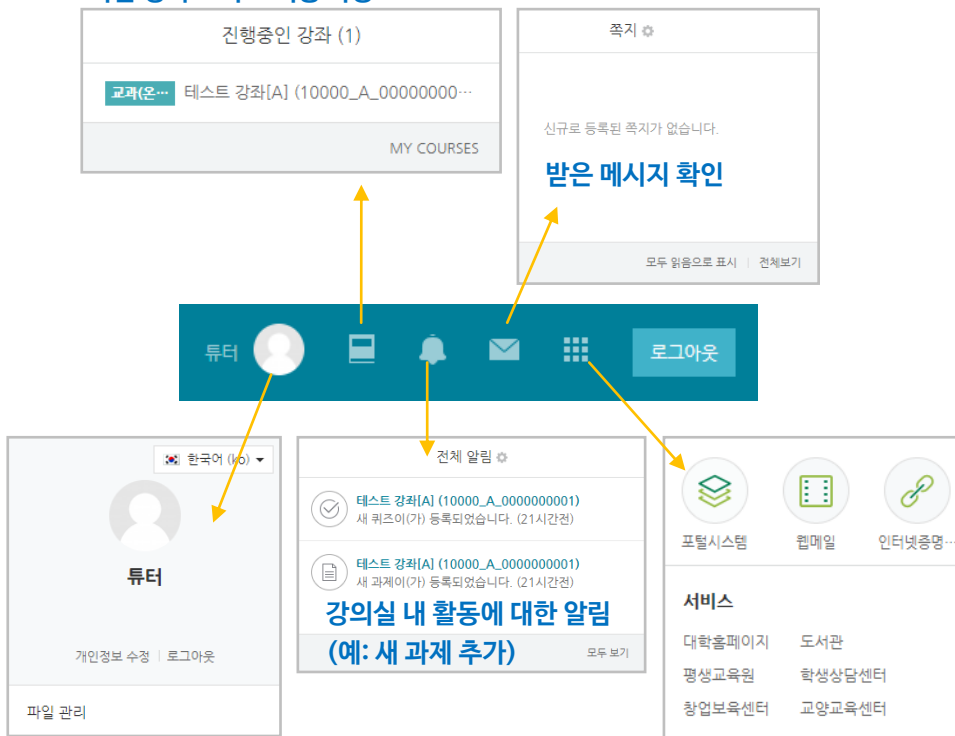 진행중인 강좌 (1)
교과(온… 테스트 강좌[A] (10000_A_00000000…
MY COURSES
쪽지
신규로 등록된 쪽지가 없습니다.
받은 메시지 확인
모두 읽음으로 표시 | 전체보기
튜터
로그아웃
한국어 (ko)
튜터
개인정보 수정 | 로그아웃
파일 관리
전체 알림
테스트 강좌[A] (10000_A_0000000001)
새 퀴즈이(가) 등록되었습니다. (21시간전)
테스트 강좌[A] (10000_A_0000000001)
새 과제이(가) 등록되었습니다. (21시간전)
강의실 내 활동에 대한 알림
(예: 새 과제 추가)
모두 보기
포털시스템 웹메일 인터넷증명…
서비스
대학홈페이지 도서관
평생교육원 학생상담센터
창업보육센터 교양교육센터